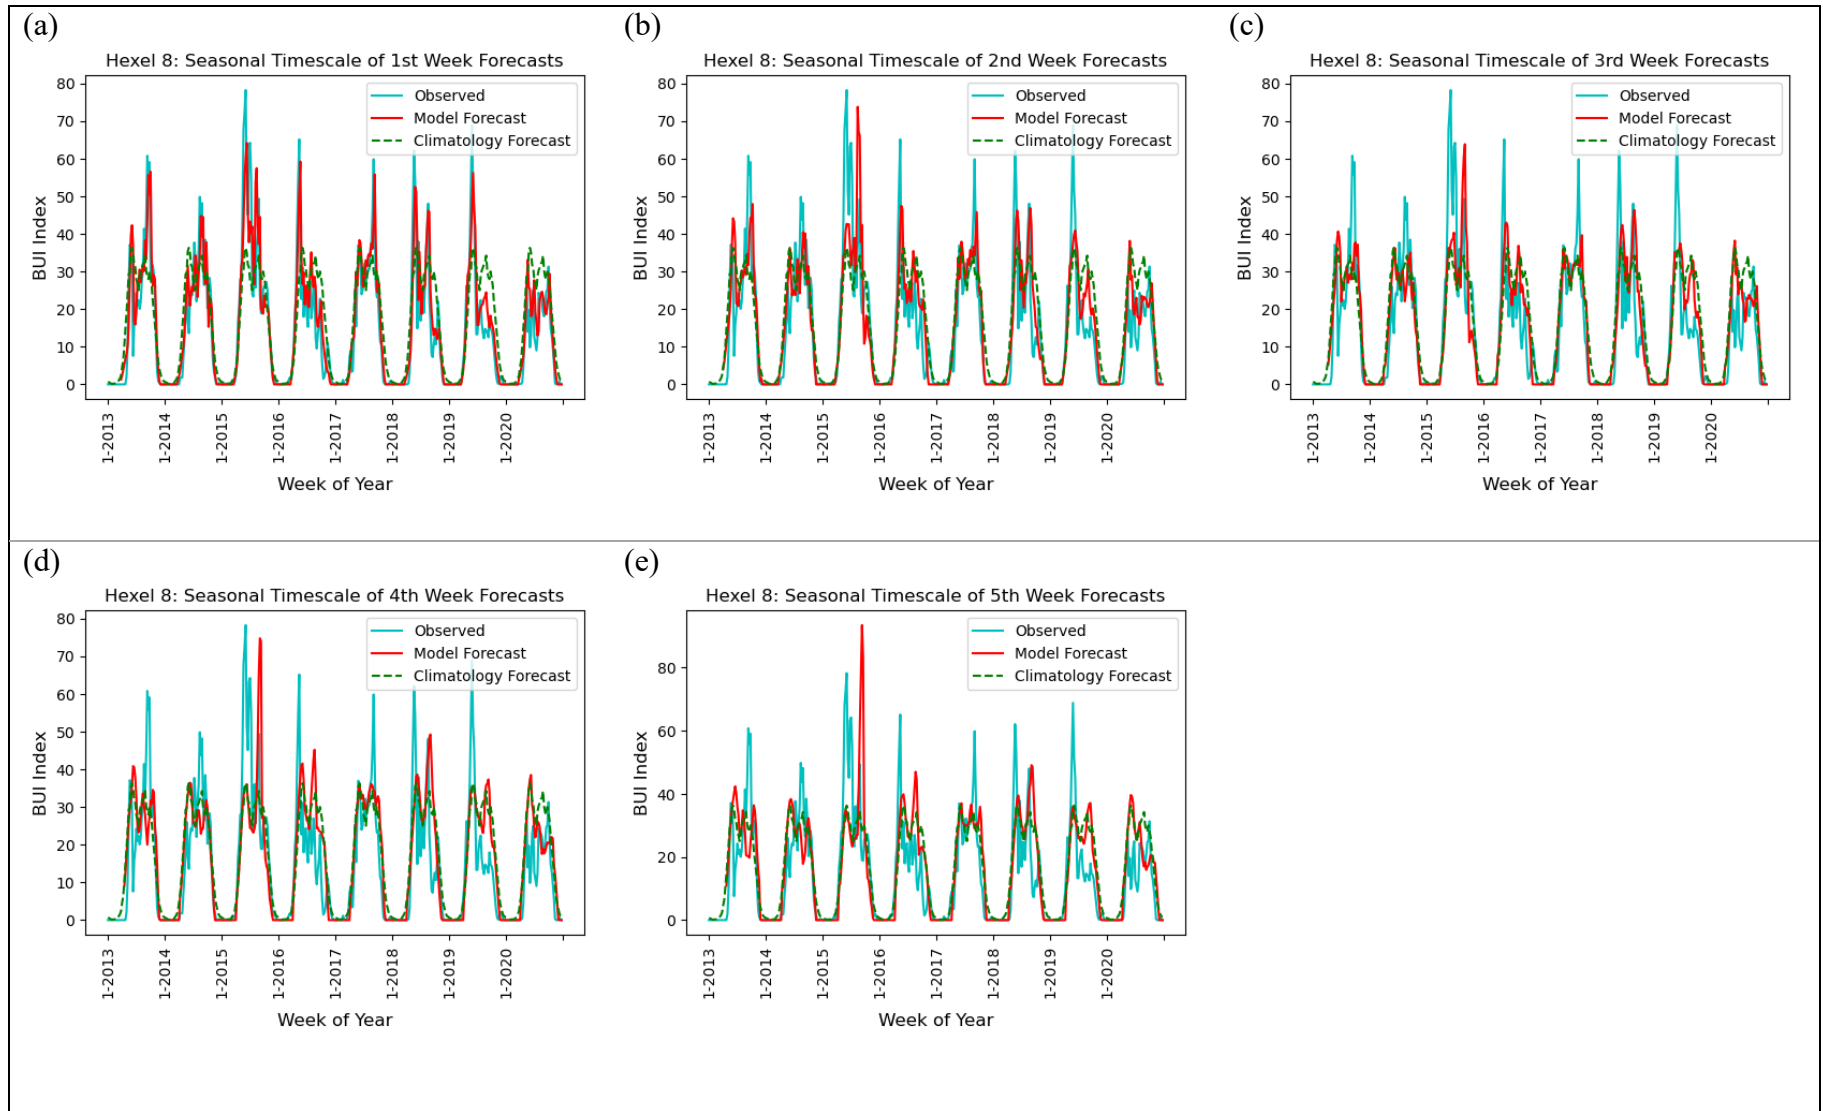 (a)
Hexel 8: Seasonal Timescale of 1st Week Forecasts
80
70
60
50
40
30
20
10
0
BUI Index
Observed
Model Forecast
Climatology Forecast
1-2013
1-2014
1-2015
1-2016
1-2017
1-2018
1-2019
1-2020
Week of Year
(b)
Hexel 8: Seasonal Timescale of 2nd Week Forecasts
80
70
60
50
40
30
20
10
0
BUI Index
Observed
Model Forecast
Climatology Forecast
1-2013
1-2014
1-2015
1-2016
1-2017
1-2018
1-2019
1-2020
Week of Year
(c)
Hexel 8: Seasonal Timescale of 3rd Week Forecasts
80
70
60
50
40
30
20
10
0
BUI Index
Observed
Model Forecast
Climatology Forecast
1-2013
1-2014
1-2015
1-2016
1-2017
1-2018
1-2019
1-2020
Week of Year
(d)
Hexel 8: Seasonal Timescale of 4th Week Forecasts
80
70
60
50
40
30
20
10
0
BUI Index
Observed
Model Forecast
Climatology Forecast
1-2013
1-2014
1-2015
1-2016
1-2017
1-2018
1-2019
1-2020
Week of Year
(e)
Hexel 8: Seasonal Timescale of 5th Week Forecasts
80
60
40
20
0
BUI Index
Observed
Model Forecast
Climatology Forecast
1-2013
1-2014
1-2015
1-2016
1-2017
1-2018
1-2019
1-2020
Week of Year